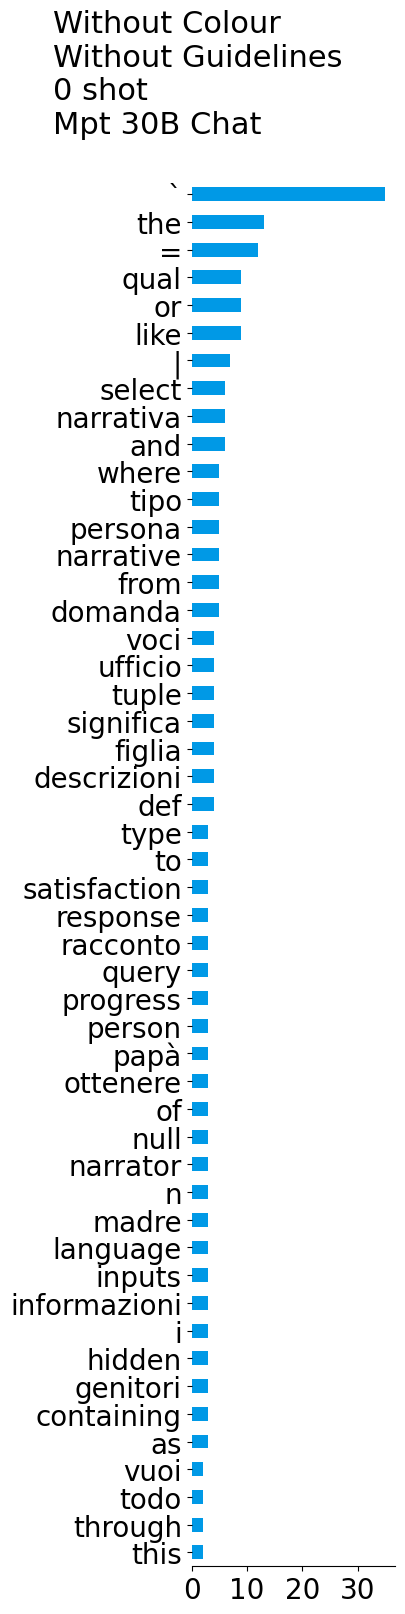 Without Colour
Without Guidelines
0 shot
Mpt 30B Chat
`
the
=
qual
or
like
|
select
narrativa
and
where
tipo
persona
narrative
from
domanda
voci
ufficio
tuple
significa
figlia
descrizioni
def
type
to
satisfaction
response
racconto
query
progress
person
papà
ottenere
of
null
narrator
n
madre
language
inputs
informazioni
i
hidden
genitori
containing
as
vuoi
todo
through
this
0 10 20 30